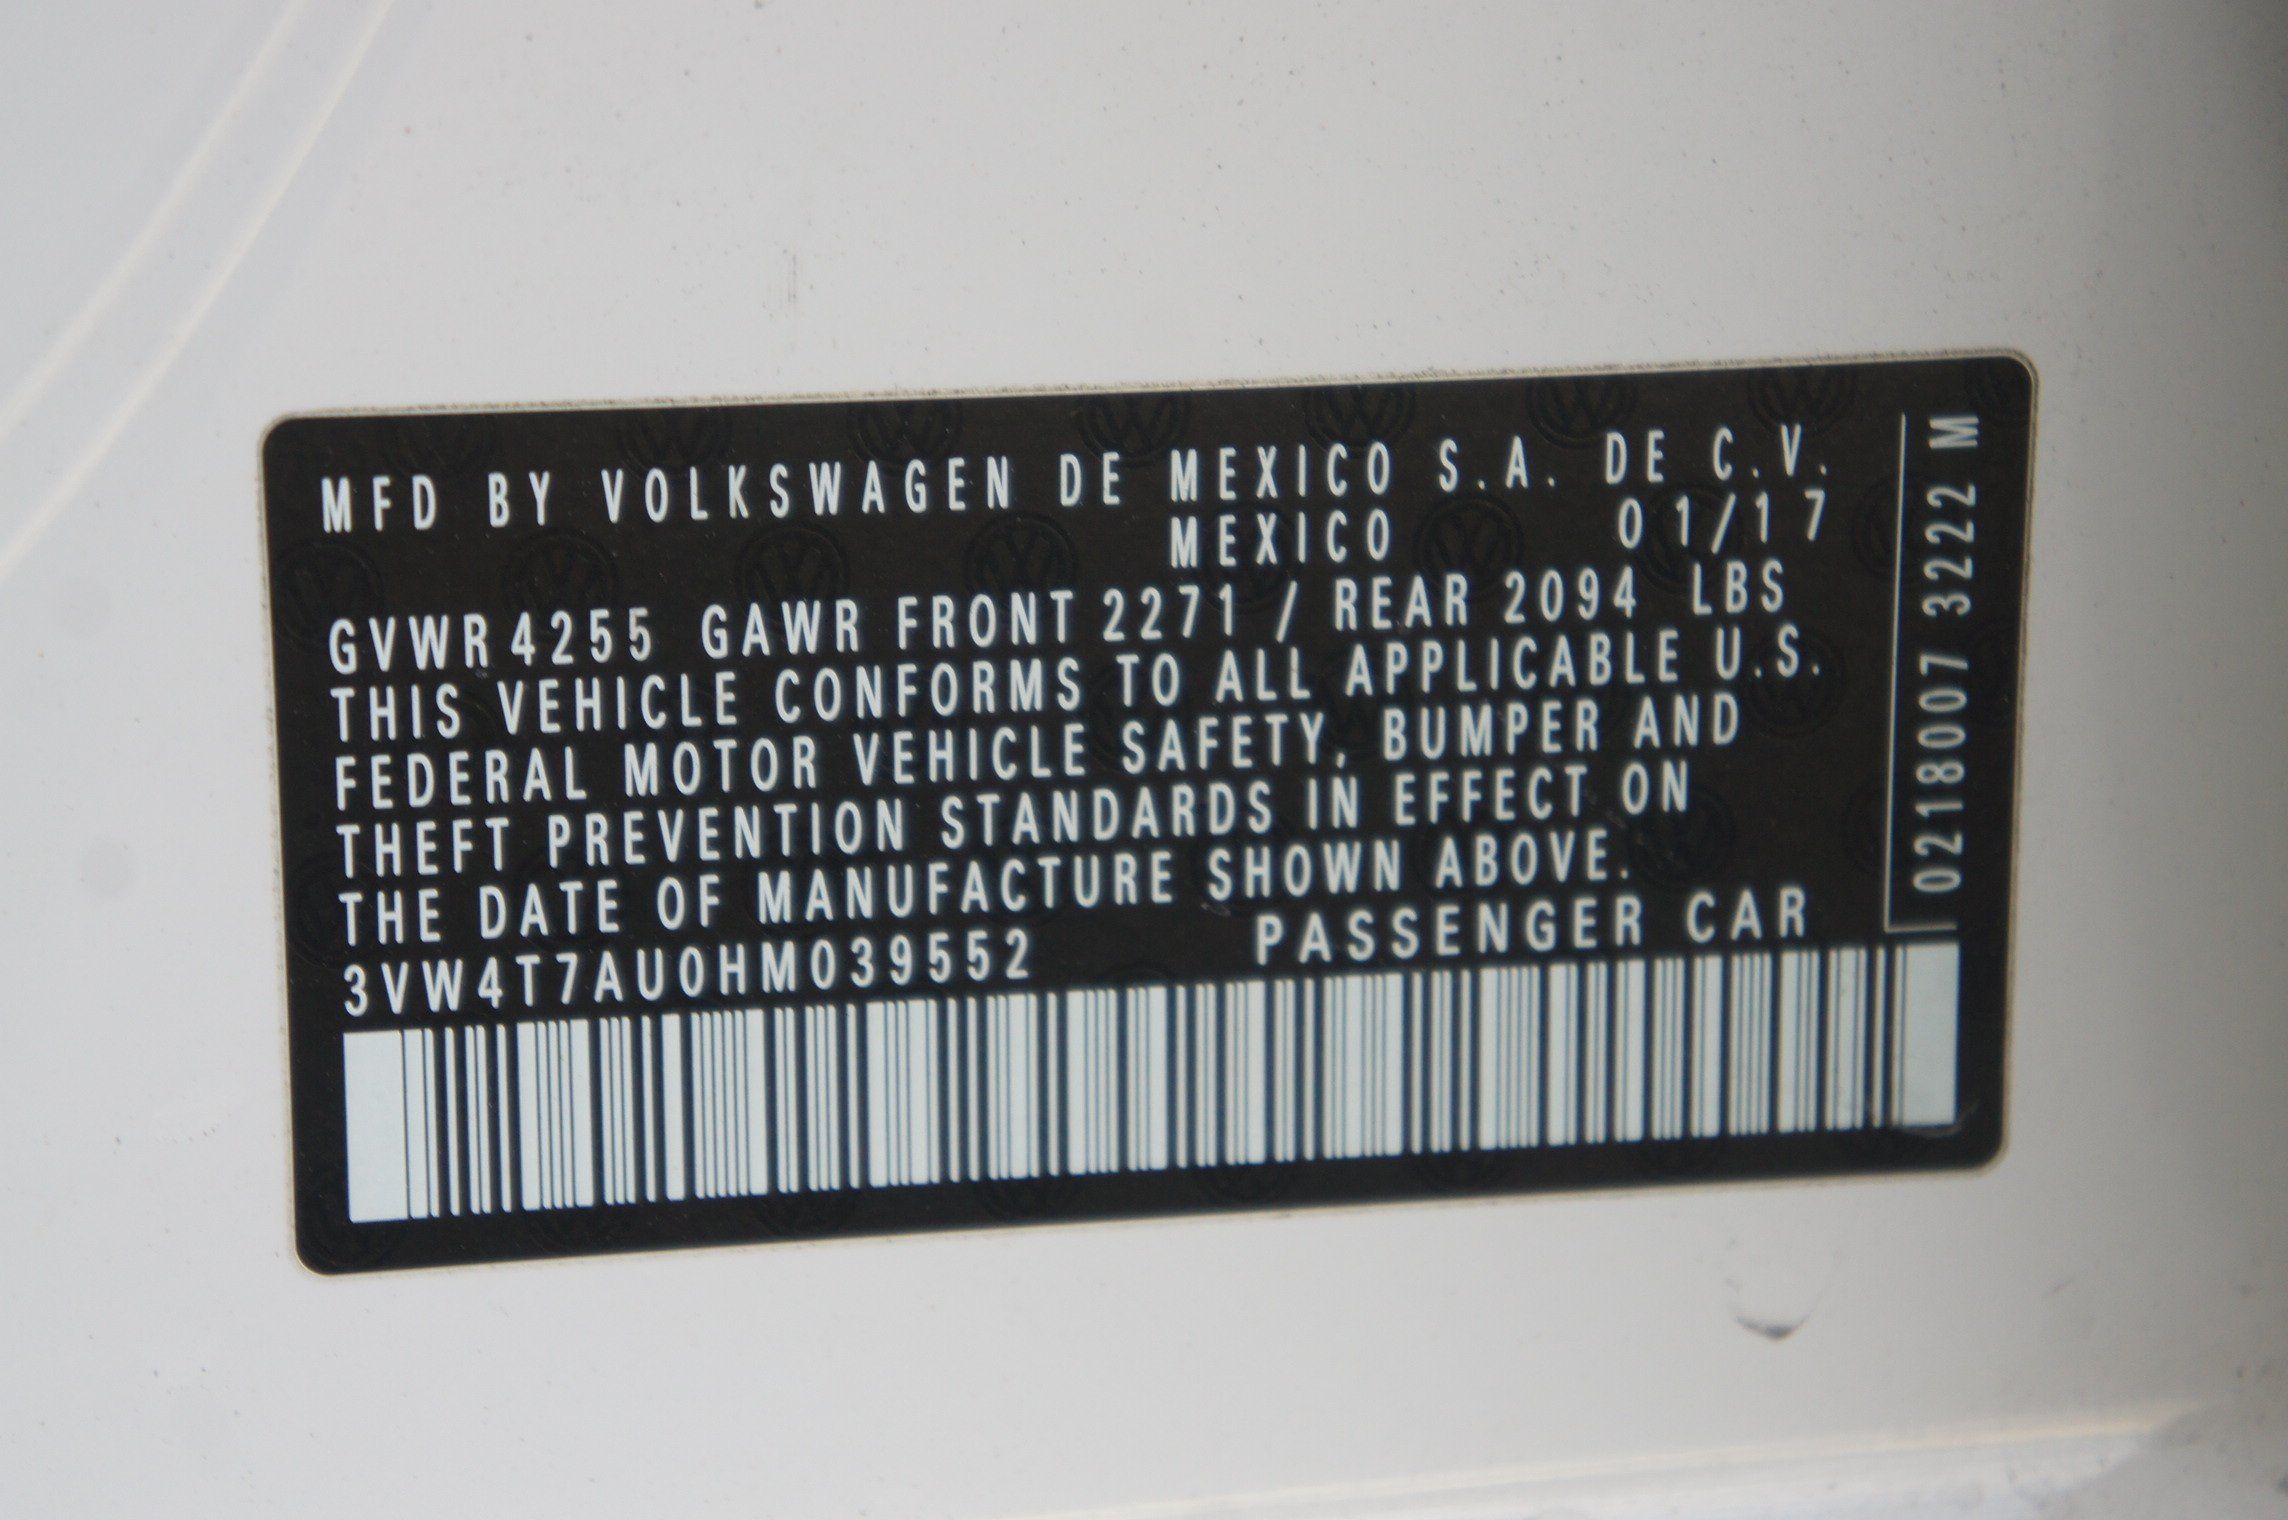 MFD BY VOLKSWAGEN DE MEXICO S.A. DE C.V.
MEXICO 01/17
GVWR 4255 GAWR FRONT 2271 / REAR 2094 LBS
THIS VEHICLE CONFORMS TO ALL APPLICABLE U.S.
FEDERAL MOTOR VEHICLE SAFETY, BUMPER AND
THEFT PREVENTION STANDARDS IN EFFECT ON
THE DATE OF MANUFACTURE SHOWN ABOVE.
3VW4T7AU0HM039552 PASSENGER CAR
0218007 3222 M